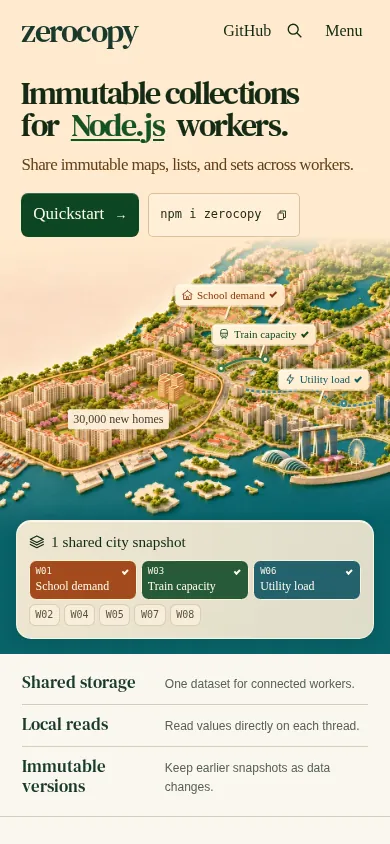 zerocopy
GitHub
Menu
Immutable collections
for Node.js workers.
Share immutable maps, lists, and sets across workers.
Quickstart →
npm i zerocopy
School demand ✔
Train capacity ✔
Utility load ✔
30,000 new homes
1 shared city snapshot
W01 ✔
School demand
W03 ✔
Train capacity
W06 ✔
Utility load
W02 W04 W05 W07 W08
Shared storage
One dataset for connected workers.
Local reads
Read values directly on each thread.
Immutable
versions
Keep earlier snapshots as data
changes.